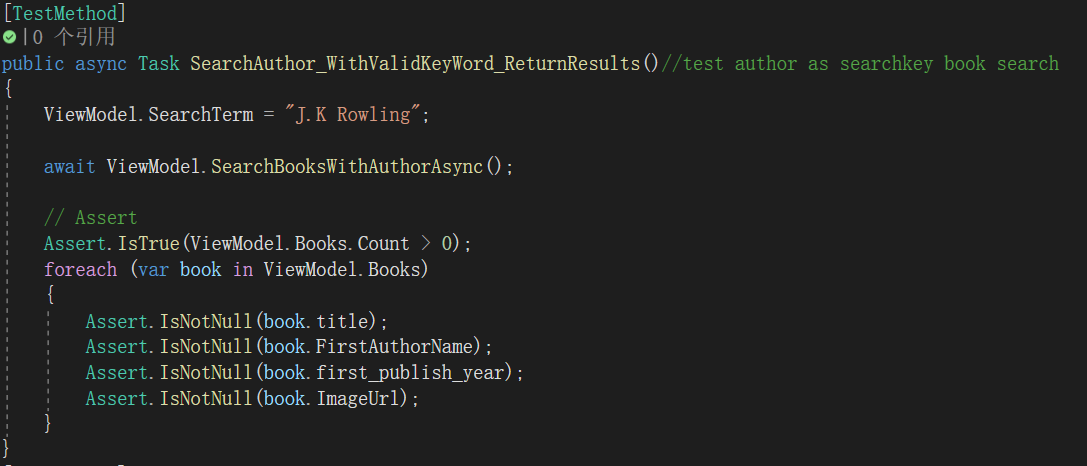 [TestMethod]
|0 个引用
public async Task SearchAuthor_WithValidKeyWord_ReturnResults()//test author as searchkey book search
{
ViewModel.SearchTerm = "J.K Rowling";
await ViewModel.SearchBooksWithAuthorAsync();
// Assert
Assert.IsTrue(ViewModel.Books.Count > 0);
foreach (var book in ViewModel.Books)
{
Assert.IsNotNull(book.title);
Assert.IsNotNull(book.FirstAuthorName);
Assert.IsNotNull(book.first_publish_year);
Assert.IsNotNull(book.ImageUrl);
}
}